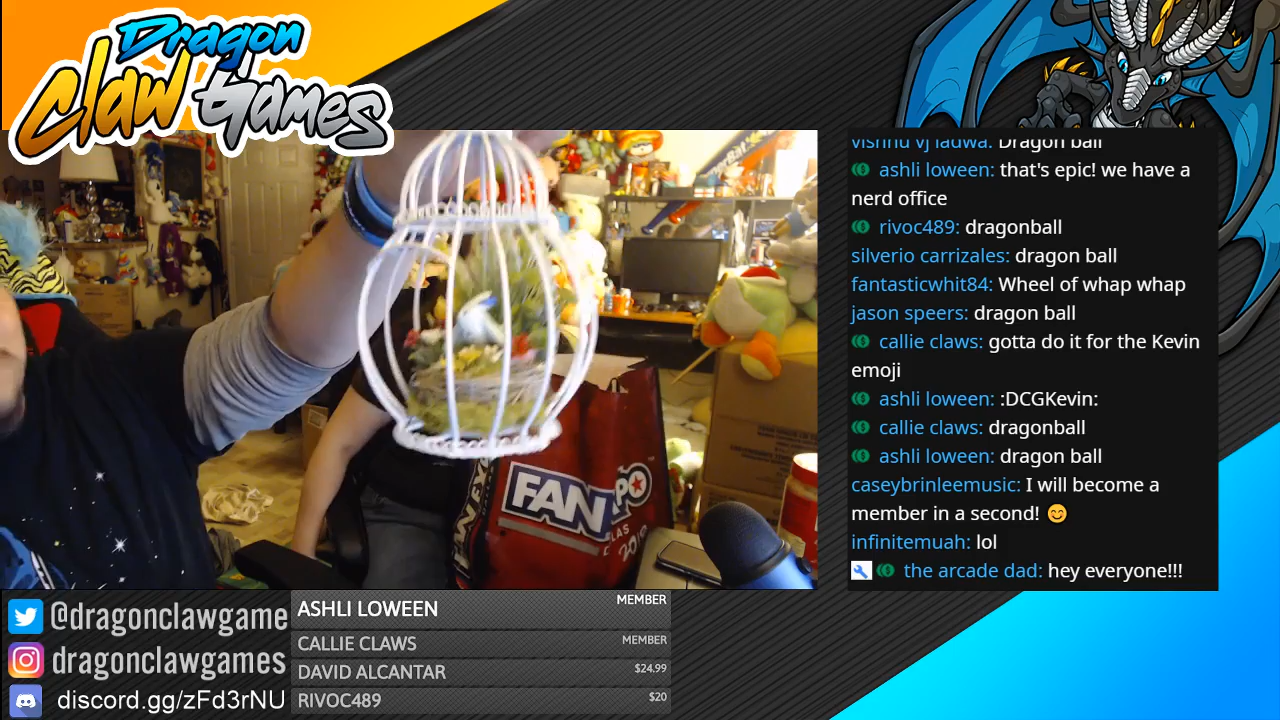 Dragon
Claw Games
vishnu vj ladwa: Dragon ball
ashli loween: that's epic! we have a
nerd office
rivoc489: dragonball
silverio carrizales: dragon ball
fantasticwhit84: Wheel of whap whap
jason speers: dragon ball
callie claws: gotta do it for the Kevin
emoji
ashli loween: :DCGKevin:
callie claws: dragonball
ashli loween: dragon ball
caseybrinleemusic: I will become a
member in a second! 😊
infinitemuah: lol
the arcade dad: hey everyone!!!
FAN
@dragonclawgame
dragonclawgames
discord.gg/zFd3rNU
ASHLI LOWEEN MEMBER
CALLIE CLAWS MEMBER
DAVID ALCANTAR $24.99
RIVOC489 $20